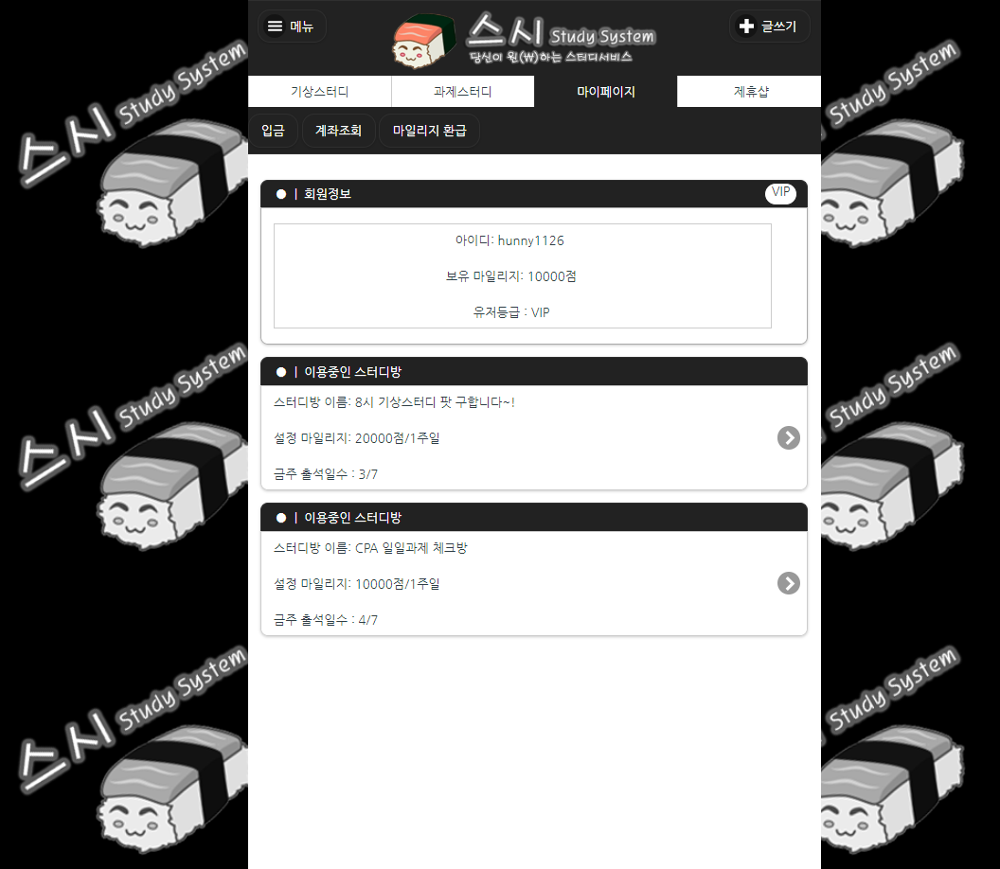 메뉴
스시 Study System
당신이 원(₩)하는 스터디서비스
글쓰기
기상스터디
과제스터디
마이페이지
제휴샵
입금
계좌조회
마일리지 환급
● | 회원정보
VIP
아이디: hunny1126
보유 마일리지: 10000점
유저등급 : VIP
● | 이용중인 스터디방
스터디방 이름: 8시 기상스터디 팟 구합니다~!
설정 마일리지: 20000점/1주일
금주 출석일수 : 3/7
● | 이용중인 스터디방
스터디방 이름: CPA 일일과제 체크방
설정 마일리지: 10000점/1주일
금주 출석일수 : 4/7
스시 Study System
Study System
스시 Study System
Study System
스시 Study System
Study System